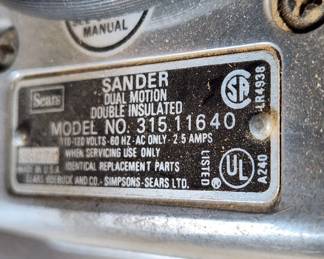 MANUAL
Sears
SANDER
DUAL MOTION
DOUBLE INSULATED
MODEL NO. 315.11640
110-120 VOLTS - 60 HZ - AC ONLY - 2.5 AMPS
WHEN SERVICING USE ONLY
IDENTICAL REPLACEMENT PARTS
MADE IN U.S.A.
SEARS, ROEBUCK AND CO. - SIMPSONS-SEARS LTD.
SA
LR4938
LISTED
UL
A240